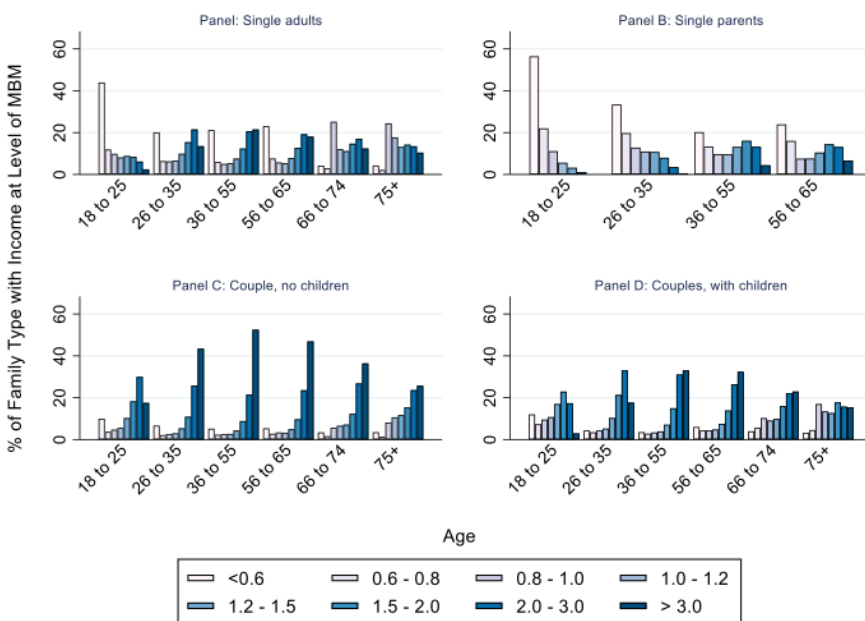 Panel: Single adults
Panel B: Single parents
% of Family Type with Income at Level of MBM
60
40
20
0
18 to 25
26 to 35
36 to 55
56 to 65
66 to 74
75+
60
40
20
0
18 to 25
26 to 35
36 to 55
56 to 65
Panel C: Couple, no children
Panel D: Couples, with children
60
40
20
0
18 to 25
26 to 35
36 to 55
56 to 65
66 to 74
75+
60
40
20
0
18 to 25
26 to 35
36 to 55
56 to 65
66 to 74
75+
Age
<0.6 0.6 - 0.8 0.8 - 1.0 1.0 - 1.2
1.2 - 1.5 1.5 - 2.0 2.0 - 3.0 > 3.0